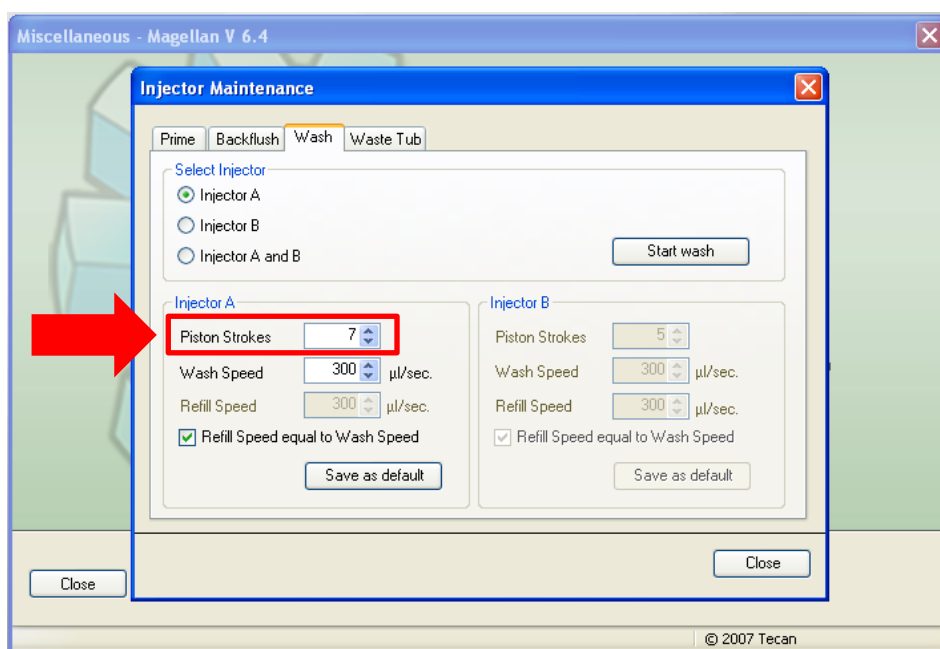 Miscellaneous - Magellan V 6.4
Injector Maintenance
Prime Backflush Wash Waste Tub
Select Injector
Injector A
Injector B
Injector A and B
Start wash
Injector A
Piston Strokes 7
Wash Speed 300 µl/sec.
Refill Speed 300 µl/sec.
Refill Speed equal to Wash Speed
Save as default
Injector B
Piston Strokes 5
Wash Speed 300 µl/sec.
Refill Speed 300 µl/sec.
Refill Speed equal to Wash Speed
Save as default
Close
Close
© 2007 Tecan